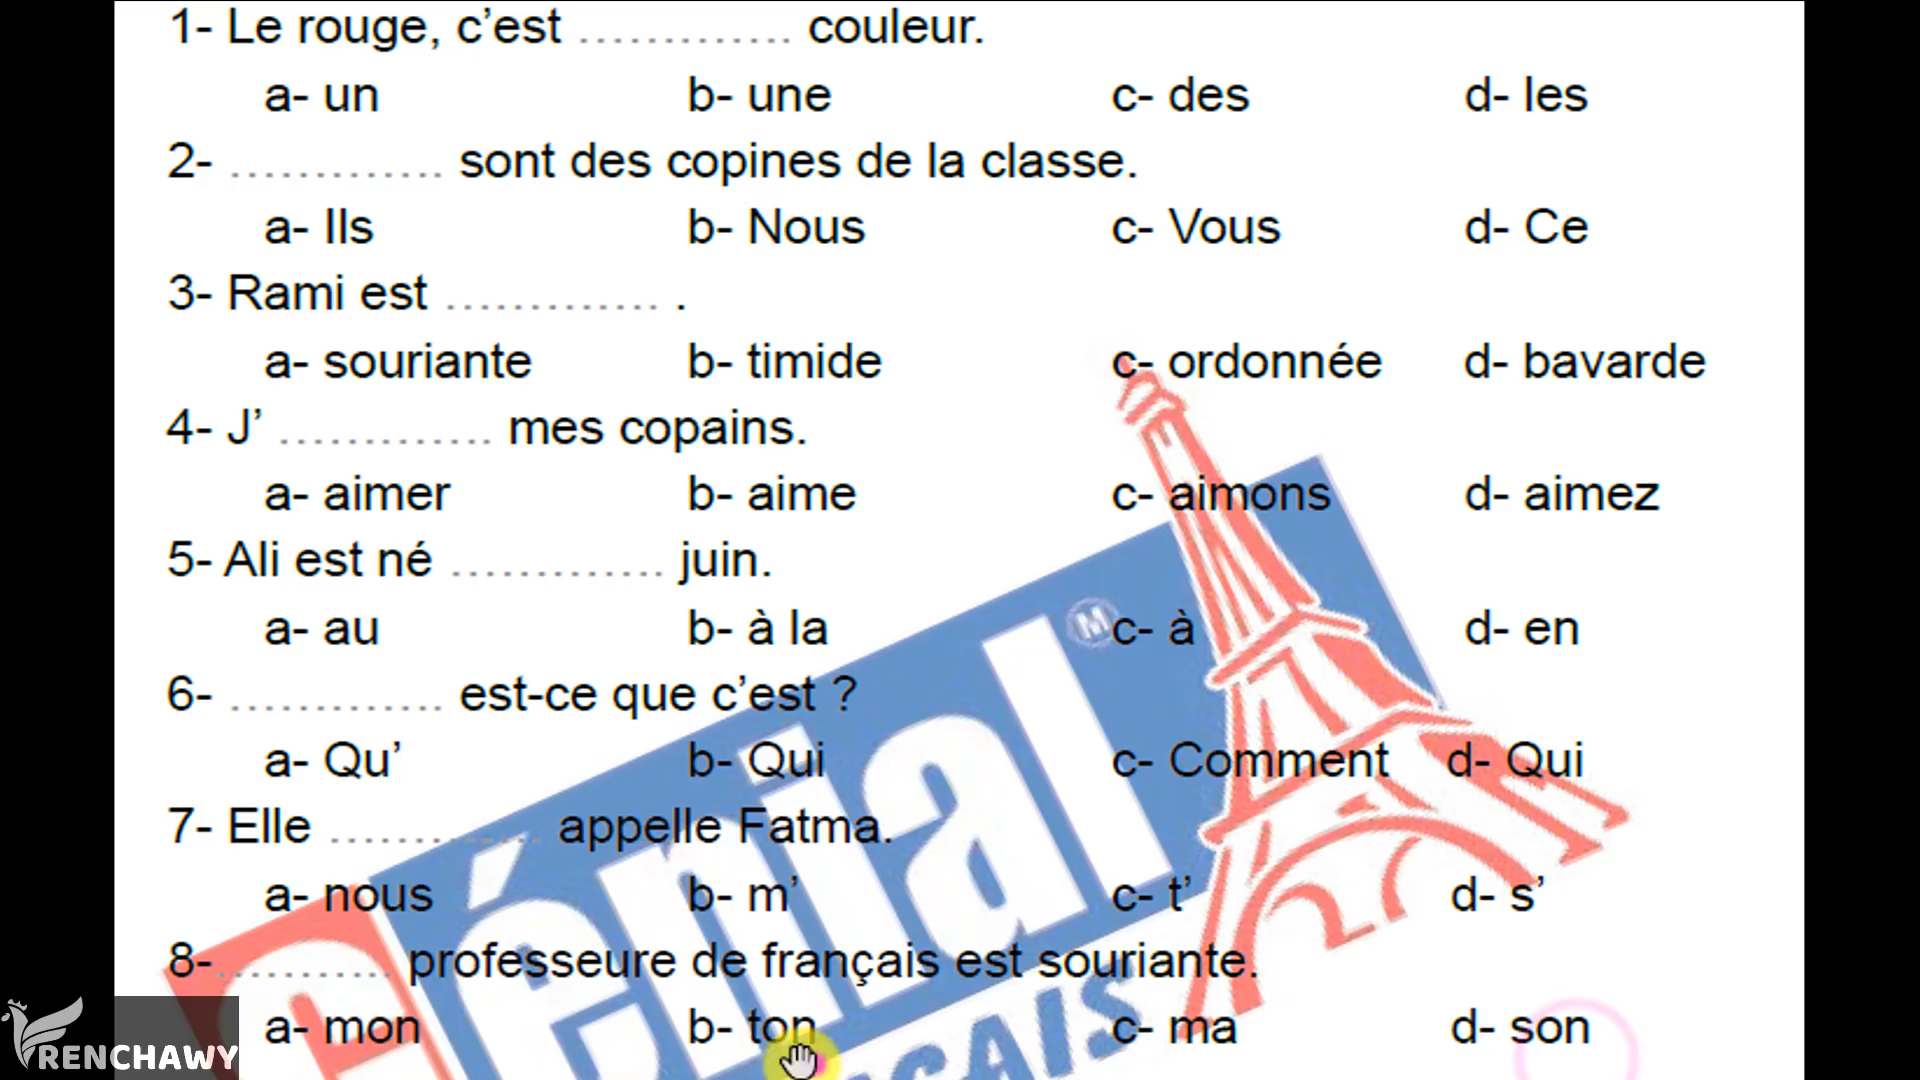 1- Le rouge, c’est ............. couleur.
a- un b- une c- des d- les
2- ............. sont des copines de la classe.
a- Ils b- Nous c- Vous d- Ce
3- Rami est ............. .
a- souriante b- timide c- ordonnée d- bavarde
4- J’ ............. mes copains.
a- aimer b- aime c- aimons d- aimez
5- Ali est né ............. juin.
a- au b- à la c- à d- en
6- ............. est-ce que c’est ?
a- Qu’ b- Qui c- Comment d- Qui
7- Elle ............. appelle Fatma.
a- nous b- m’ c- t’ d- s’
8-........... professeure de français est souriante.
a- mon b- ton c- ma d- son
Génial
M
RENCHAWY